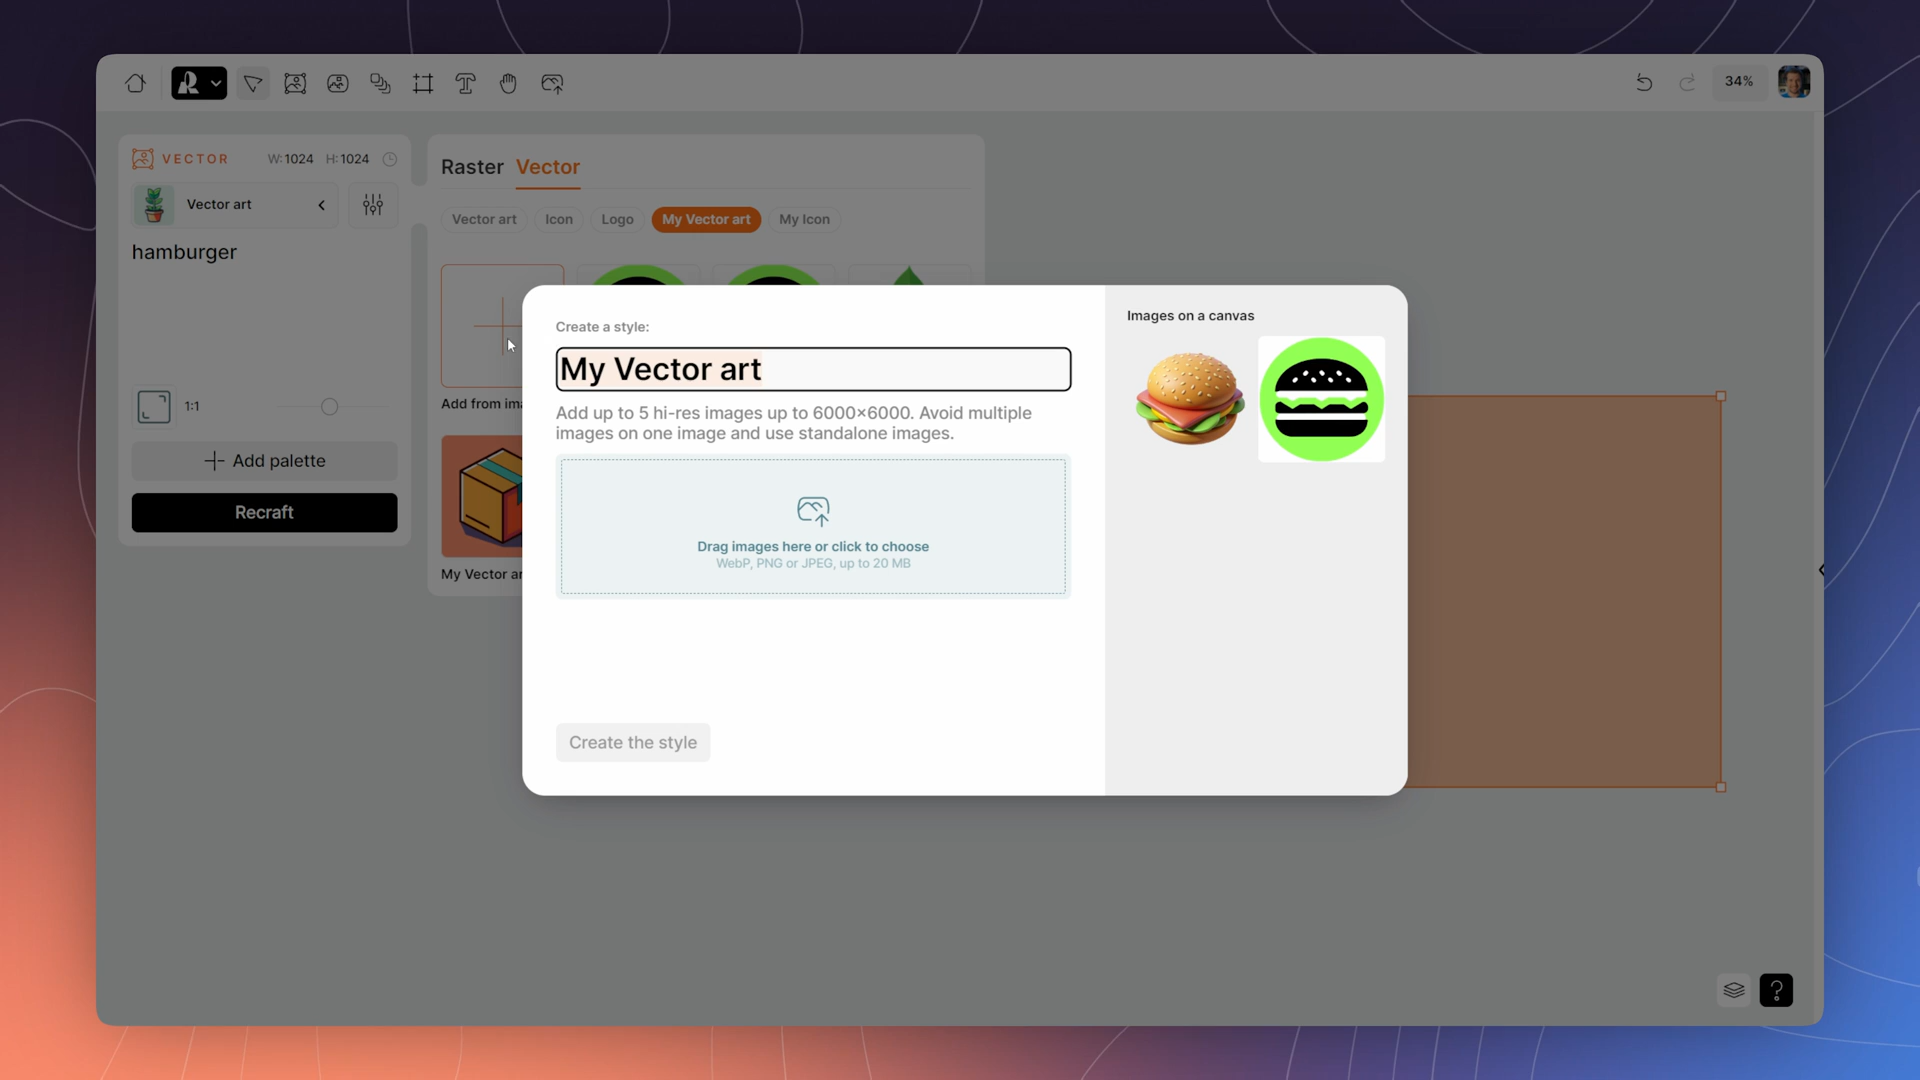 34%
VECTOR W: 1024 H: 1024
Vector art
hamburger
1:1
Add palette
Recraft
Raster Vector
Vector art Icon Logo My Vector art My Icon
Add from im
My Vector ar
Create a style:
My Vector art
Add up to 5 hi-res images up to 6000×6000. Avoid multiple
images on one image and use standalone images.
Drag images here or click to choose
WebP, PNG or JPEG, up to 20 MB
Create the style
Images on a canvas
?